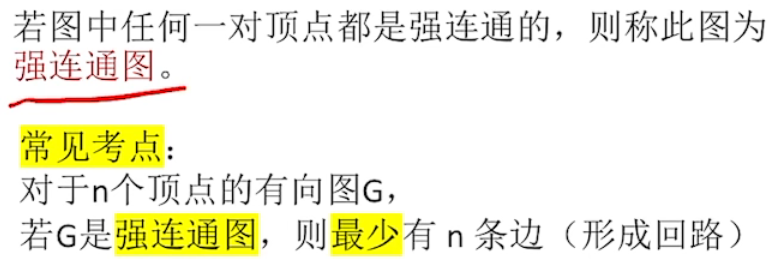 若图中任何一对顶点都是强连通的，则称此图为
强连通图。
常见考点：
对于n个顶点的有向图G，
若G是强连通图，则最少有 n 条边（形成回路）